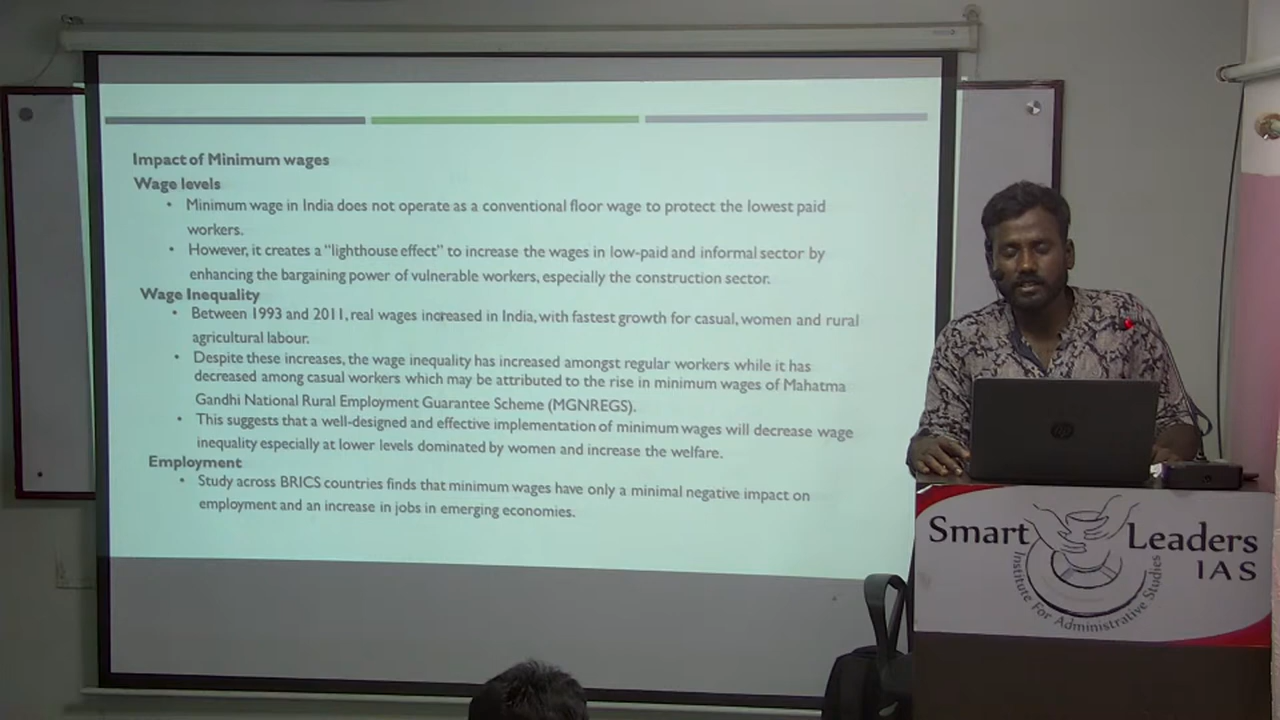 Impact of Minimum wages
Wage levels
• Minimum wage in India does not operate as a conventional floor wage to protect the lowest paid
workers.
• However, it creates a "lighthouse effect" to increase the wages in low-paid and informal sector by
enhancing the bargaining power of vulnerable workers, especially the construction sector.
Wage Inequality
• Between 1993 and 2011, real wages increased in India, with fastest growth for casual, women and rural
agricultural labour.
• Despite these increases, the wage inequality has increased amongst regular workers while it has
decreased among casual workers which may be attributed to the rise in minimum wages of Mahatma
Gandhi National Rural Employment Guarantee Scheme (MGNREGS).
• This suggests that a well-designed and effective implementation of minimum wages will decrease wage
inequality especially at lower levels dominated by women and increase the welfare.
Employment
• Study across BRICS countries finds that minimum wages have only a minimal negative impact on
employment and an increase in jobs in emerging economies.
hp
Smart Leaders
IAS
Institute For Administrative Studies